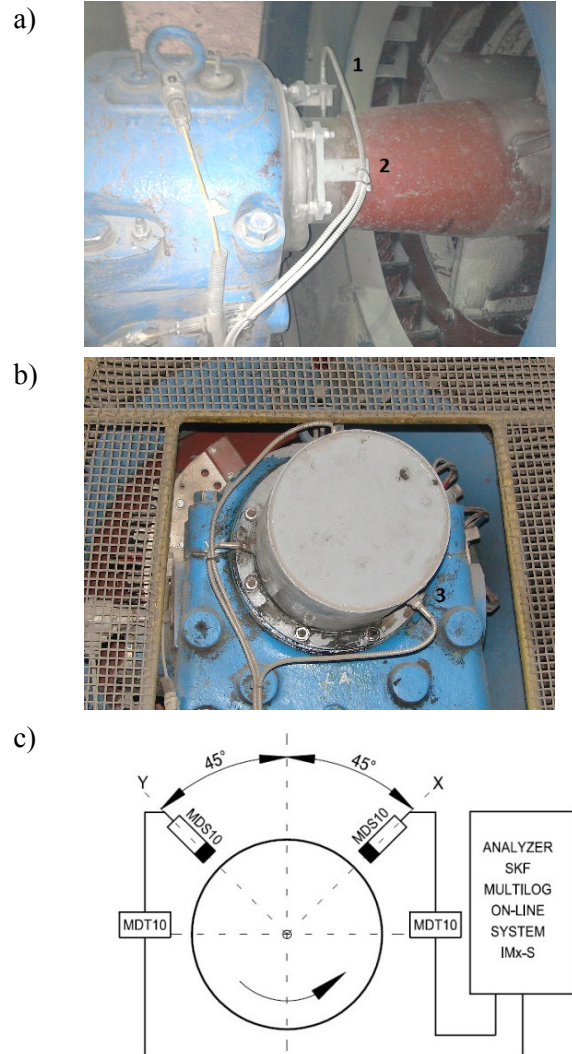 a)
1
2
b)
3
c)
45°
45°
Y
X
MDS10
MDS10
MDT10
MDT10
ANALYZER
SKF
MULTILOG
ON-LINE
SYSTEM
IMx-S